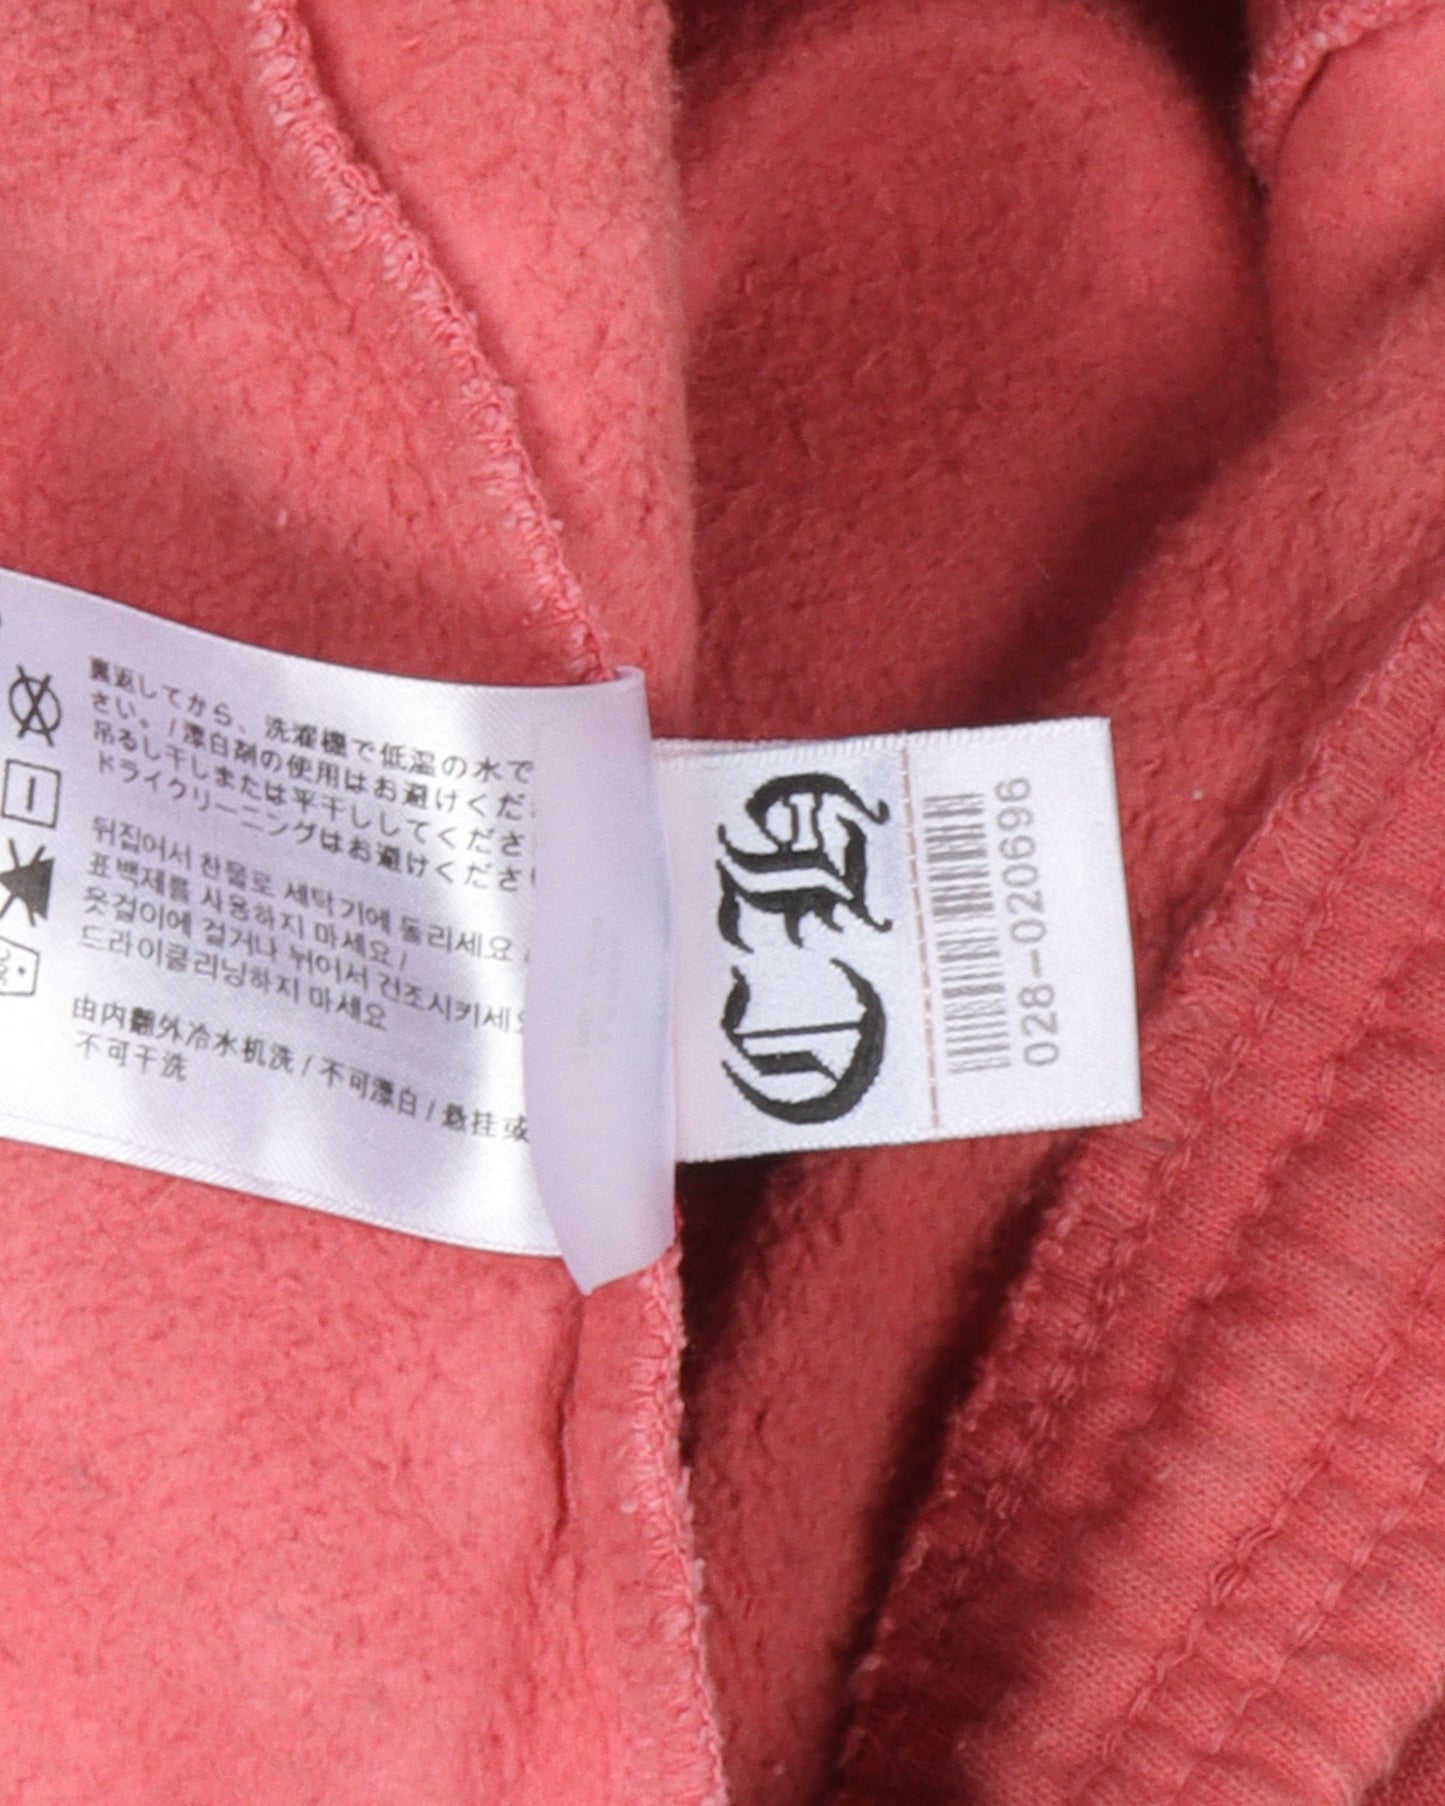 裏返してから、洗濯機で低温の水で
さい。/漂白剤の使用はお避けくだ
吊るし干しまたは平干ししてくださ
ドライクリーニングはお避けくださ
뒤집어서 찬물로 세탁기에 돌리세요
표백제를 사용하지 마세요 /
옷걸이에 걸거나 뉘어서 건조시키세
드라이클리닝하지 마세요
由内翻外冷水机洗 / 不可漂白 / 悬挂或
不可干洗
028-020696